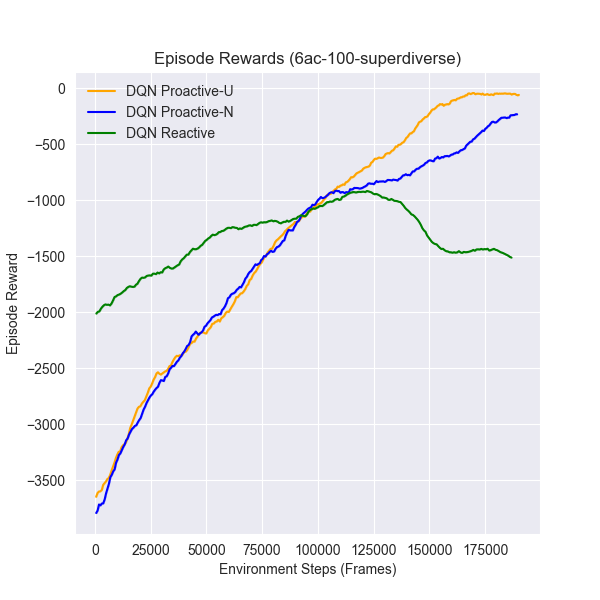 Episode Rewards (6ac-100-superdiverse)
DQN Proactive-U
DQN Proactive-N
DQN Reactive
Episode Reward
0
−500
−1000
−1500
−2000
−2500
−3000
−3500
0 25000 50000 75000 100000 125000 150000 175000
Environment Steps (Frames)